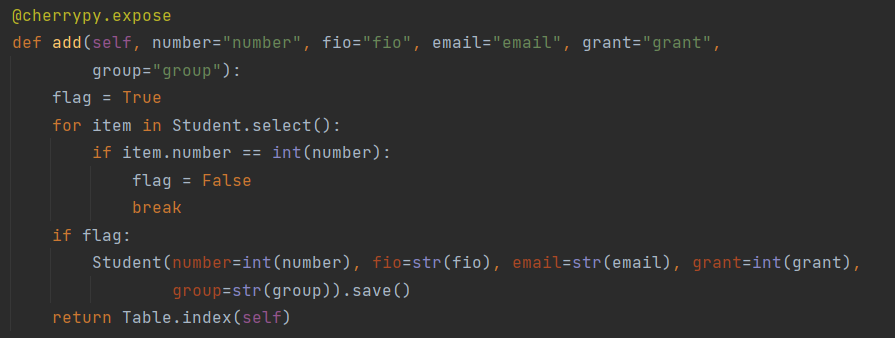 @cherrypy.expose
def add(self, number="number", fio="fio", email="email", grant="grant",
        group="group"):
    flag = True
    for item in Student.select():
        if item.number == int(number):
            flag = False
            break
    if flag:
        Student(number=int(number), fio=str(fio), email=str(email), grant=int(grant),
                group=str(group)).save()
    return Table.index(self)